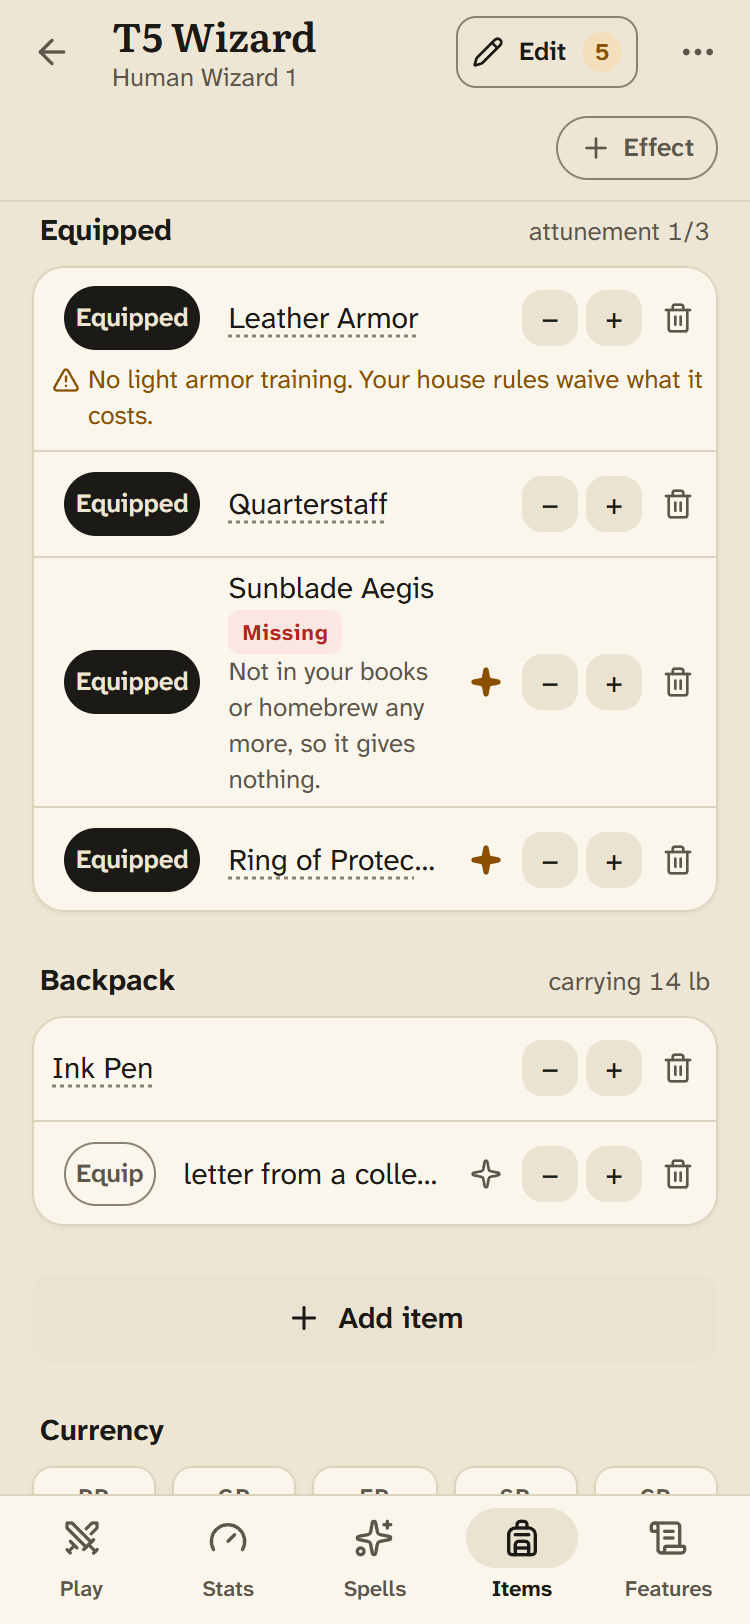 T5 Wizard
Human Wizard 1
Edit 5
+ Effect
Equipped attunement 1/3
Equipped Leather Armor − +
No light armor training. Your house rules waive what it
costs.
Equipped Quarterstaff − +
Sunblade Aegis
Missing
Equipped Not in your books − +
or homebrew any
more, so it gives
nothing.
Equipped Ring of Protec... − +
Backpack carrying 14 lb
Ink Pen − +
Equip letter from a colle... − +
+ Add item
Currency
Play Stats Spells Items Features